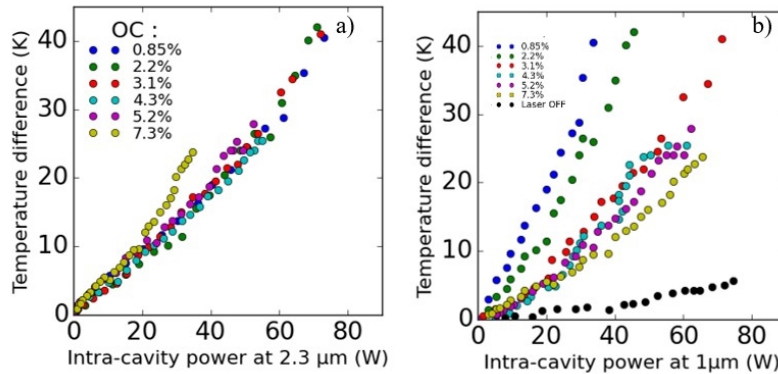 a)
OC :
0.85%
2.2%
3.1%
4.3%
5.2%
7.3%
Temperature difference (K)
40
30
20
10
0
0 20 40 60 80
Intra-cavity power at 2.3 μm (W)
b)
0.85%
2.2%
3.1%
4.3%
5.2%
7.3%
Laser OFF
Temperature difference (K)
40
30
20
10
0
0 20 40 60 80
Intra-cavity power at 1μm (W)